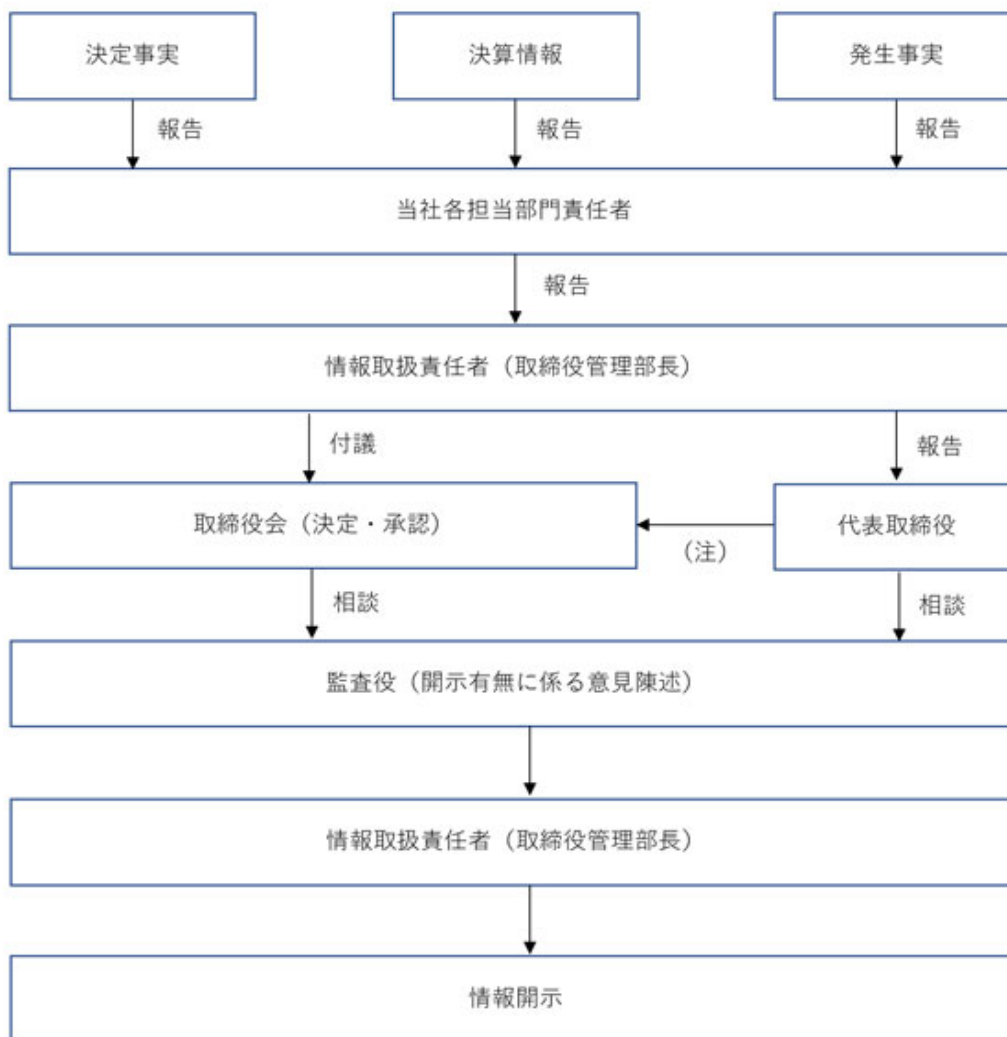 決定事実
決算情報
発生事実
報告
報告
報告
当社各担当部門責任者
報告
情報取扱責任者（取締役管理部長）
付議
報告
取締役会（決定・承認）
（注）
代表取締役
相談
相談
監査役（開示有無に係る意見陳述）
情報取扱責任者（取締役管理部長）
情報開示